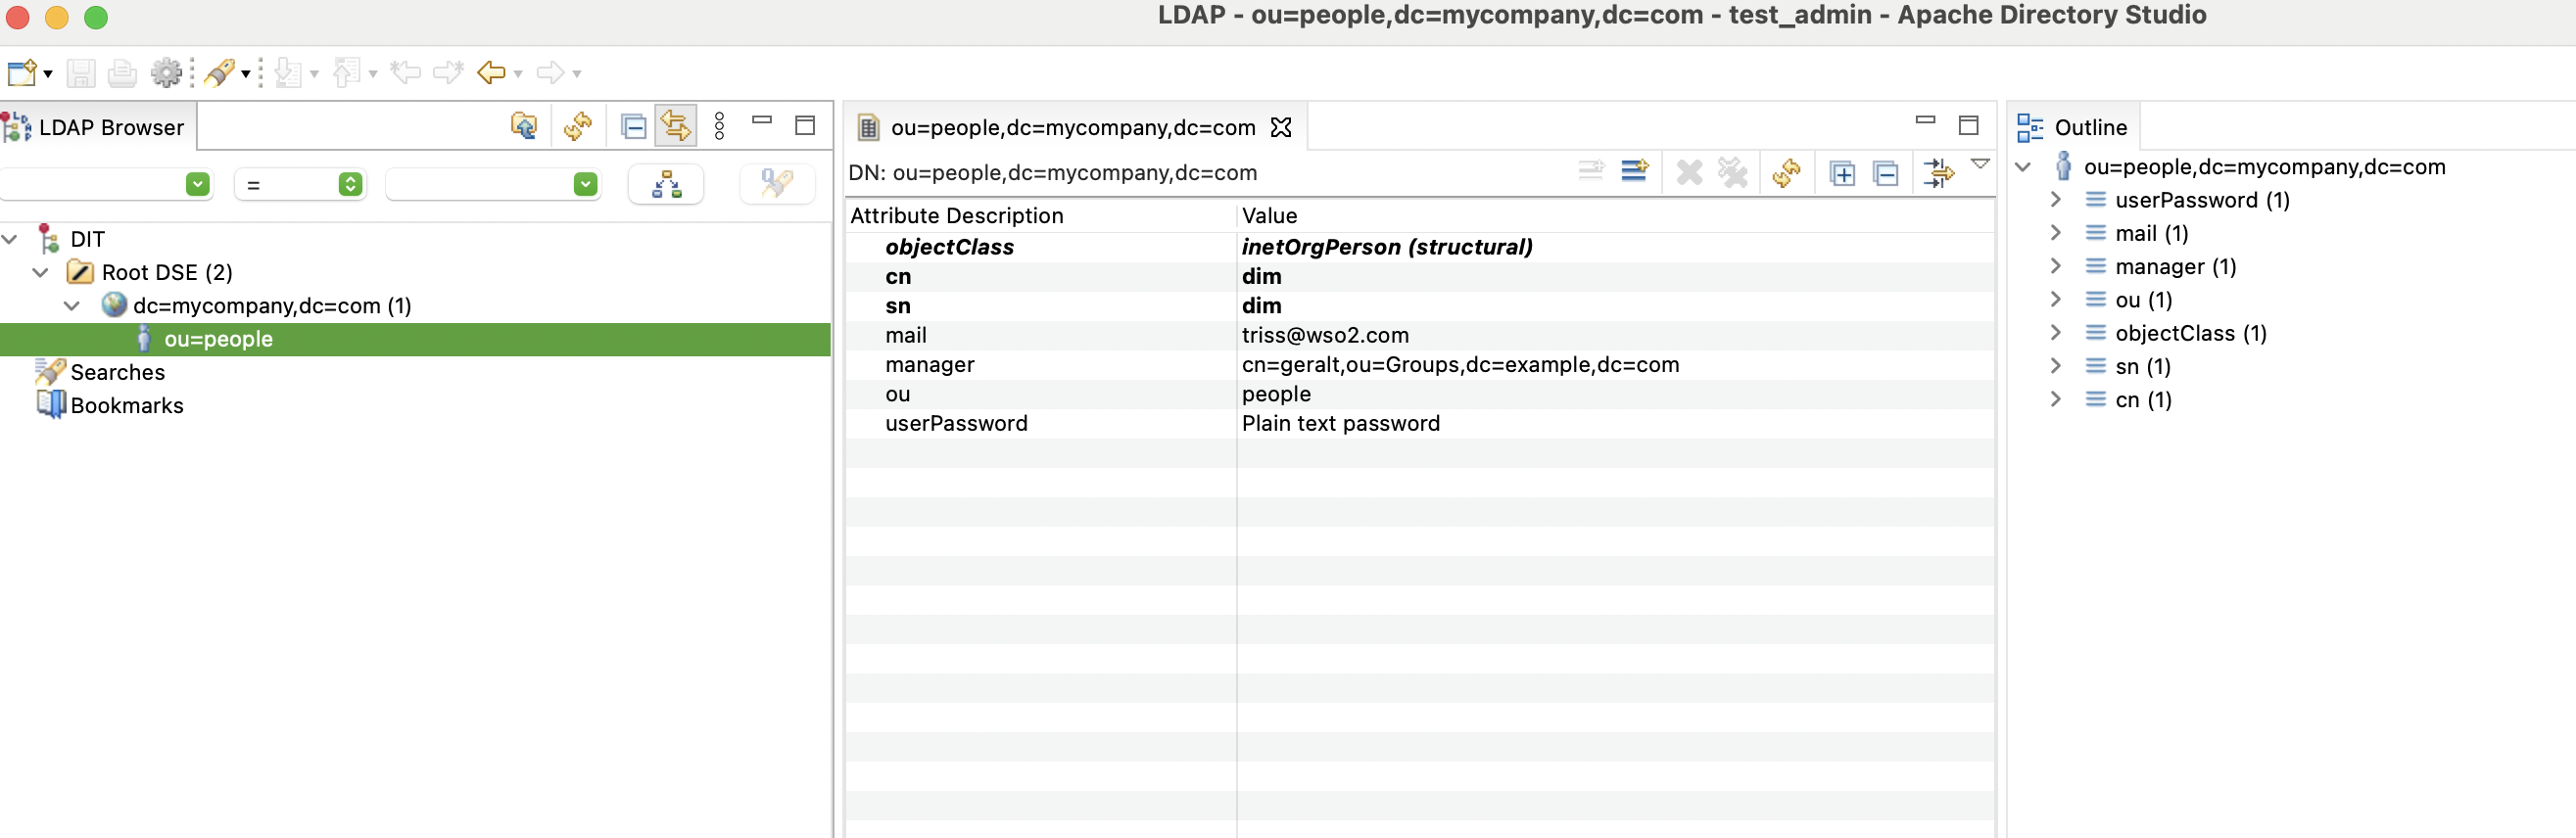 LDAP - ou=people,dc=mycompany,dc=com - test_admin - Apache Directory Studio
LDAP Browser
=
DIT
Root DSE (2)
dc=mycompany,dc=com (1)
ou=people
Searches
Bookmarks
ou=people,dc=mycompany,dc=com
DN: ou=people,dc=mycompany,dc=com
Attribute Description Value
objectClass inetOrgPerson (structural)
cn dim
sn dim
mail triss@wso2.com
manager cn=geralt,ou=Groups,dc=example,dc=com
ou people
userPassword Plain text password
Outline
ou=people,dc=mycompany,dc=com
userPassword (1)
mail (1)
manager (1)
ou (1)
objectClass (1)
sn (1)
cn (1)